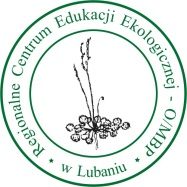 Regionalne Centrum Edukacji Ekologicznej - OMBP
w Lubaniu